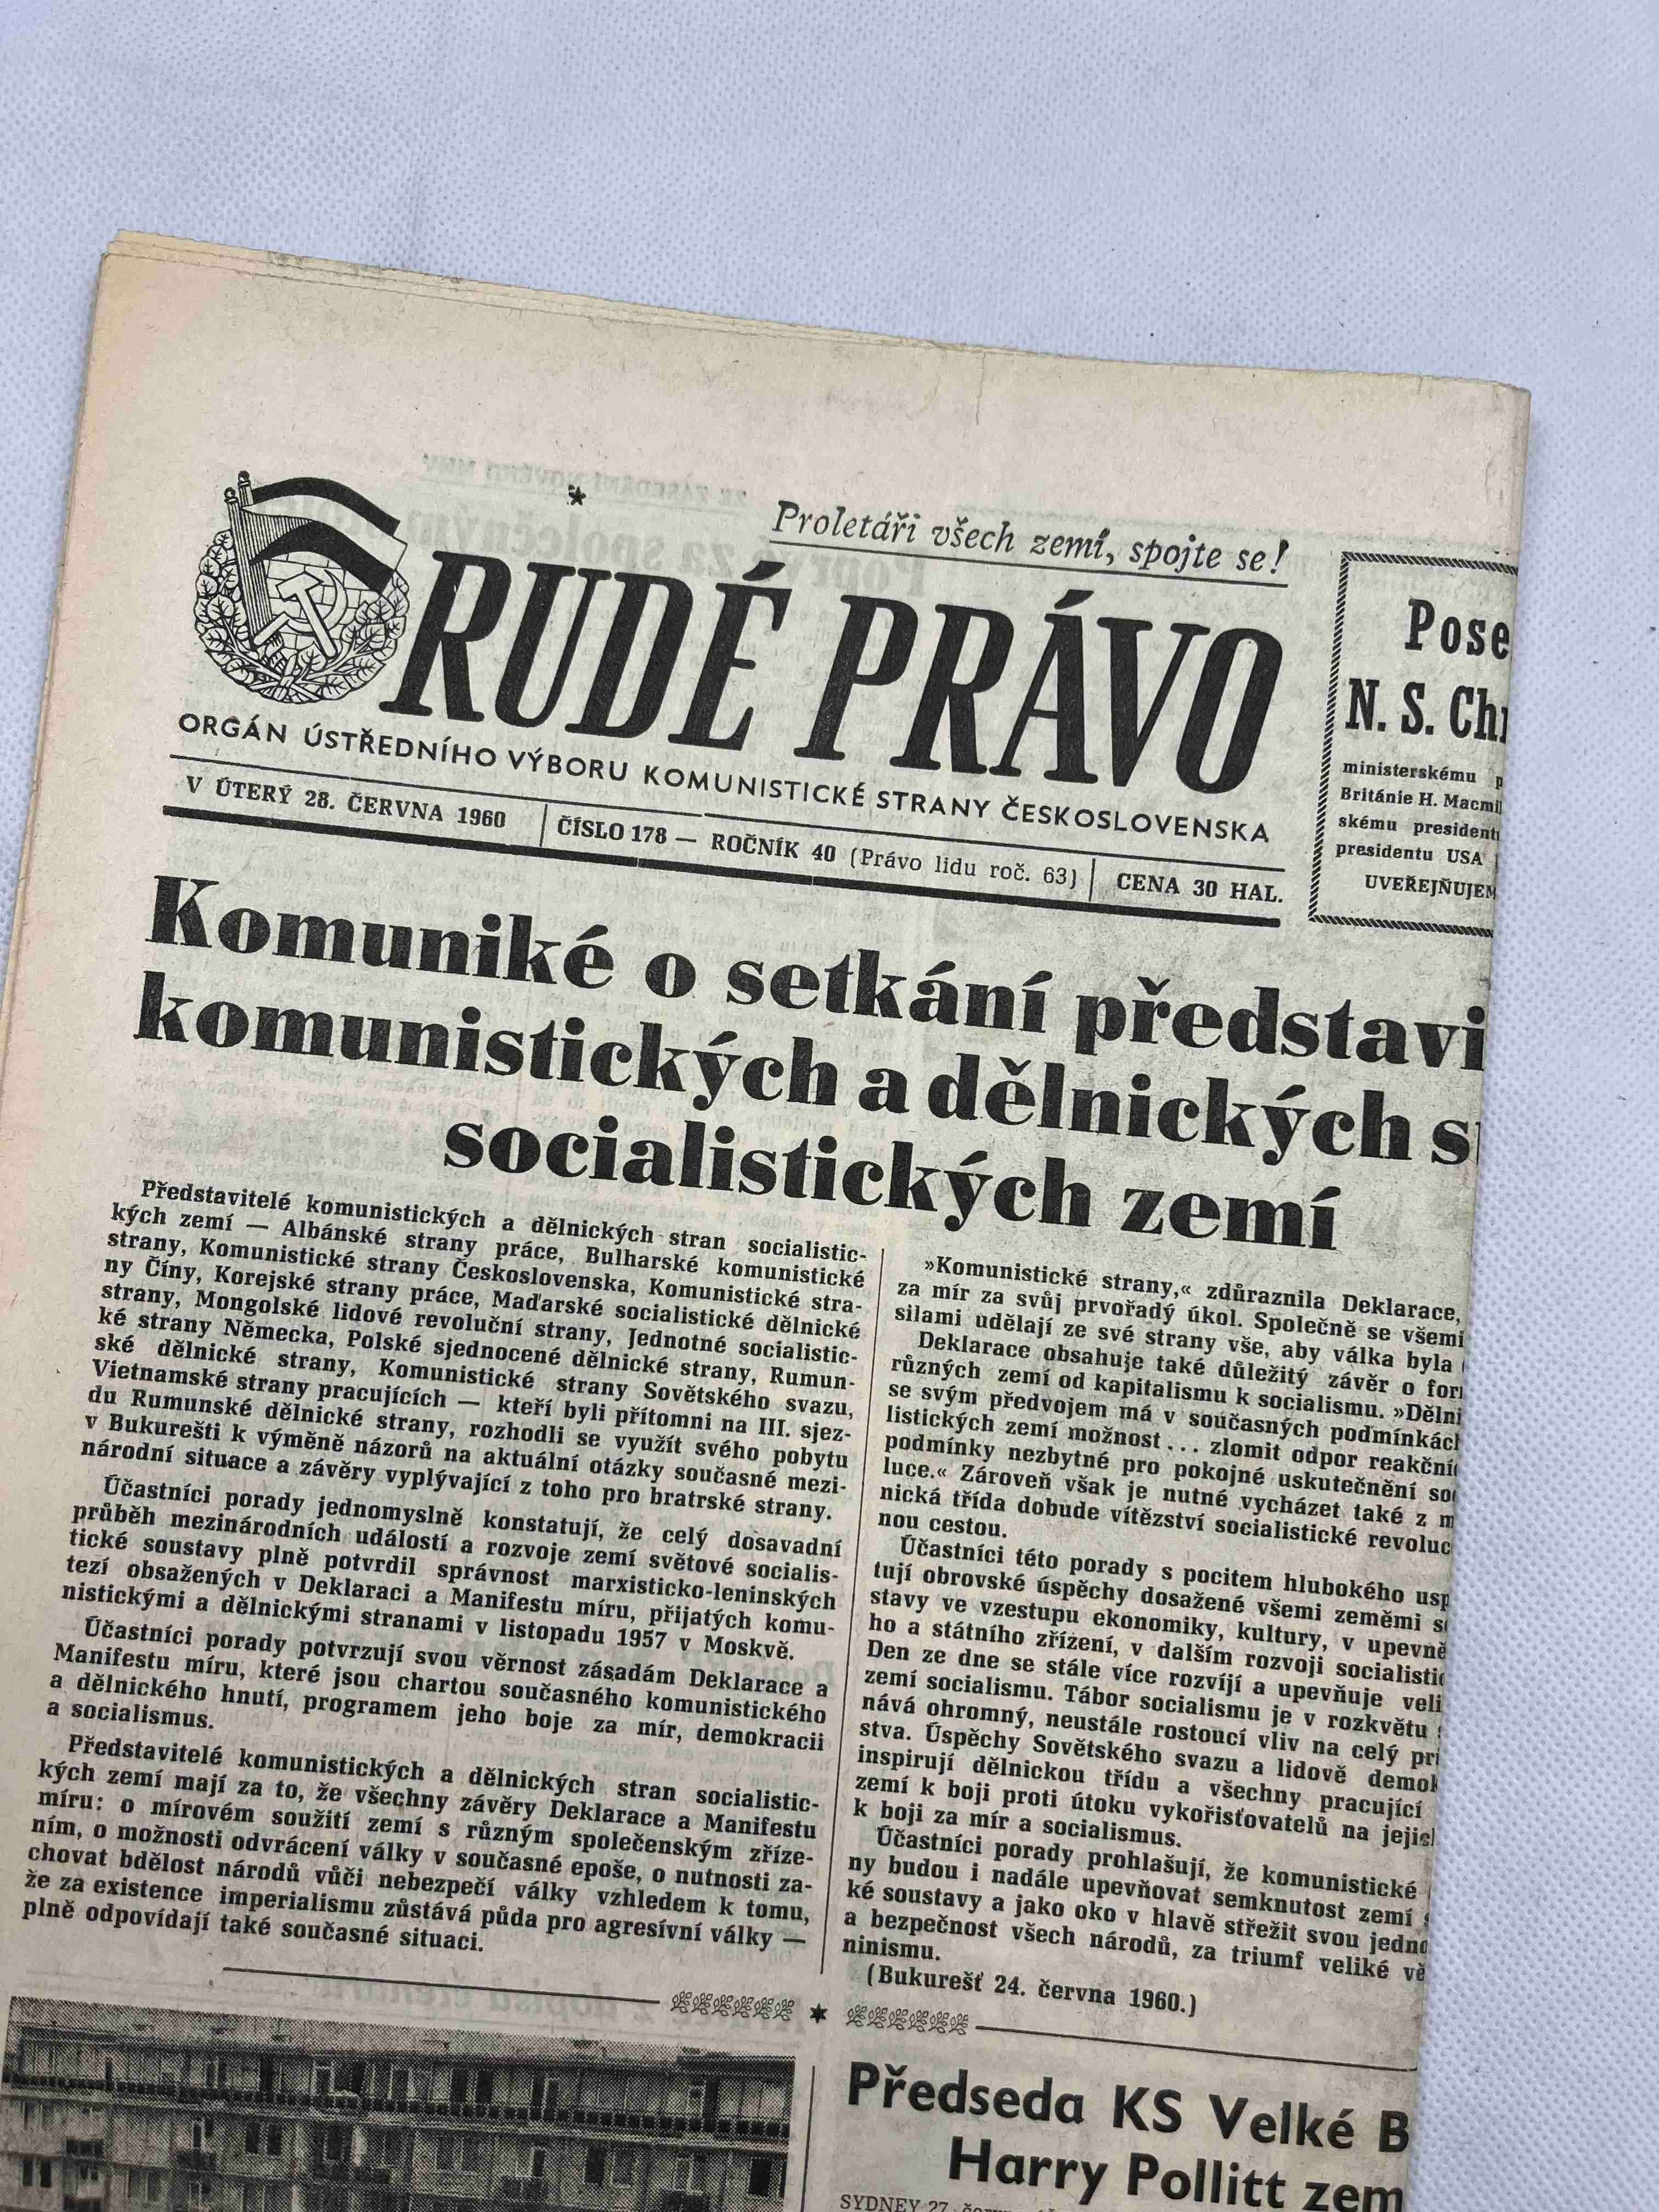 Proletáři všech zemí, spojte se!
RUDÉ PRÁVO
ORGÁN ÚSTŘEDNÍHO VÝBORU KOMUNISTICKÉ STRANY ČESKOSLOVENSKA
V ÚTERÝ 28. ČERVNA 1960
ČÍSLO 178 — ROČNÍK 40 (Právo lidu roč. 63)
CENA 30 HAL.
Pose
N. S. Ch
ministerskému p
Británie H. Macmil
skému president
presidentu USA
UVEŘEJŇUJEM
Komuniké o setkání představi
komunistických a dělnických s
socialistických zemí
Představitelé komunistických a dělnických stran socialistic-
kých zemí — Albánské strany práce, Bulharské komunistické
strany, Komunistické strany Československa, Komunistické stra-
ny Číny, Korejské strany práce, Maďarské socialistické dělnické
strany, Mongolské lidové revoluční strany, Jednotné socialistic-
ké strany Německa, Polské sjednocené dělnické strany, Rumun-
ské dělnické strany, Komunistické strany Sovětského svazu,
Vietnamské strany pracujících — kteří byli přítomni na III. sjez-
du Rumunské dělnické strany, rozhodli se využít svého pobytu
v Bukurešti k výměně názorů na aktuální otázky současné mezi-
národní situace a závěry vyplývající z toho pro bratrské strany.
Účastníci porady jednomyslně konstatují, že celý dosavadní
průběh mezinárodních událostí a rozvoje zemí světové socialis-
tické soustavy plně potvrdil správnost marxisticko-leninských
tezí obsažených v Deklaraci a Manifestu míru, přijatých komu-
nistickými a dělnickými stranami v listopadu 1957 v Moskvě.
Účastníci porady potvrzují svou věrnost zásadám Deklarace a
Manifestu míru, které jsou chartou současného komunistického
a dělnického hnutí, programem jeho boje za mír, demokracii
a socialismus.
Představitelé komunistických a dělnických stran socialistic-
kých zemí mají za to, že všechny závěry Deklarace a Manifestu
míru: o mírovém soužití zemí s různým společenským zříze-
ním, o možnosti odvrácení války v současné epoše, o nutnosti za-
chovat bdělost národů vůči nebezpečí války vzhledem k tomu,
že za existence imperialismu zůstává půda pro agresívní války —
plně odpovídají také současné situaci.
»Komunistické strany,« zdůraznila Deklarace,
za mír za svůj prvořadý úkol. Společně se všemi
silami udělají ze své strany vše, aby válka byla
Deklarace obsahuje také důležitý závěr o for
různých zemí od kapitalismu k socialismu. »Dělni
se svým předvojem má v současných podmínkác
listických zemí možnost... zlomit odpor reakční
podmínky nezbytné pro pokojné uskutečnění so
luce.« Zároveň však je nutné vycházet také z m
nická třída dobude vítězství socialistické revoluc
nou cestou.
Účastníci této porady s pocitem hlubokého usp
tují obrovské úspěchy dosažené všemi zeměmi s
stavy ve vzestupu ekonomiky, kultury, v upevně
ho a státního zřízení, v dalším rozvoji socialistic
Den ze dne se stále více rozvíjí a upevňuje veli
zemí socialismu. Tábor socialismu je v rozkvětu
nává ohromný, neustále rostoucí vliv na celý pr
stva. Úspěchy Sovětského svazu a lidově demok
inspirují dělnickou třídu a všechny pracující
zemí k boji proti útoku vykořisťovatelů na jejic
k boji za mír a socialismus.
Účastníci porady prohlašují, že komunistické
ny budou i nadále upevňovat semknutost zemí
ké soustavy a jako oko v hlavě střežit svou jedno
a bezpečnost všech národů, za triumf veliké vě
ninismu.
(Bukurešť 24. června 1960.)
Předseda KS Velké B
Harry Pollitt zem
SYDNEY 27.